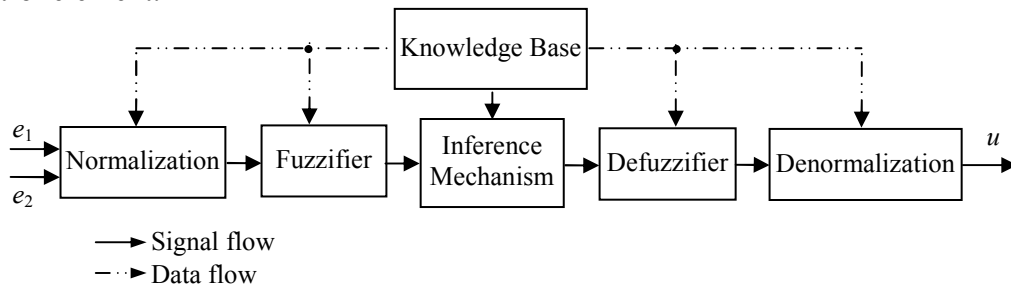 Knowledge Base
e1
e2
Normalization
Fuzzifier
Inference
Mechanism
Defuzzifier
Denormalization
u
Signal flow
Data flow